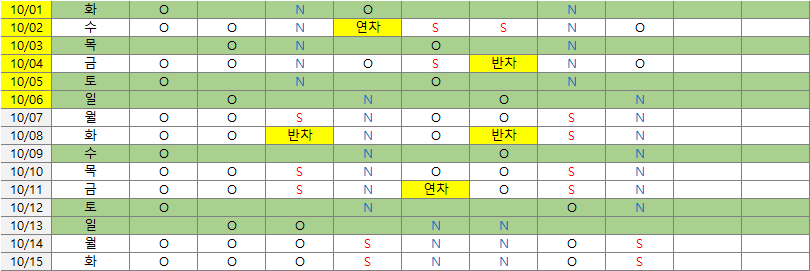 10/01 화 O N O N
10/02 수 O O N 연차 S S N O
10/03 목 O N O N
10/04 금 O O N O S 반차 N O
10/05 토 O N O N
10/06 일 O N O N
10/07 월 O O S N O O S N
10/08 화 O O 반차 N O 반차 S N
10/09 수 O N O N
10/10 목 O O S N O O S N
10/11 금 O O S N 연차 O S N
10/12 토 O N O N
10/13 일 O O N N
10/14 월 O O O S N N O S
10/15 화 O O O S N N O S